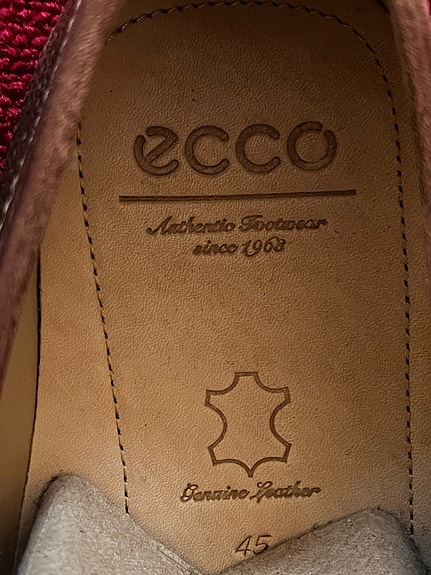 ecco
Authentic Footwear
since 1963
Genuine Leather
45